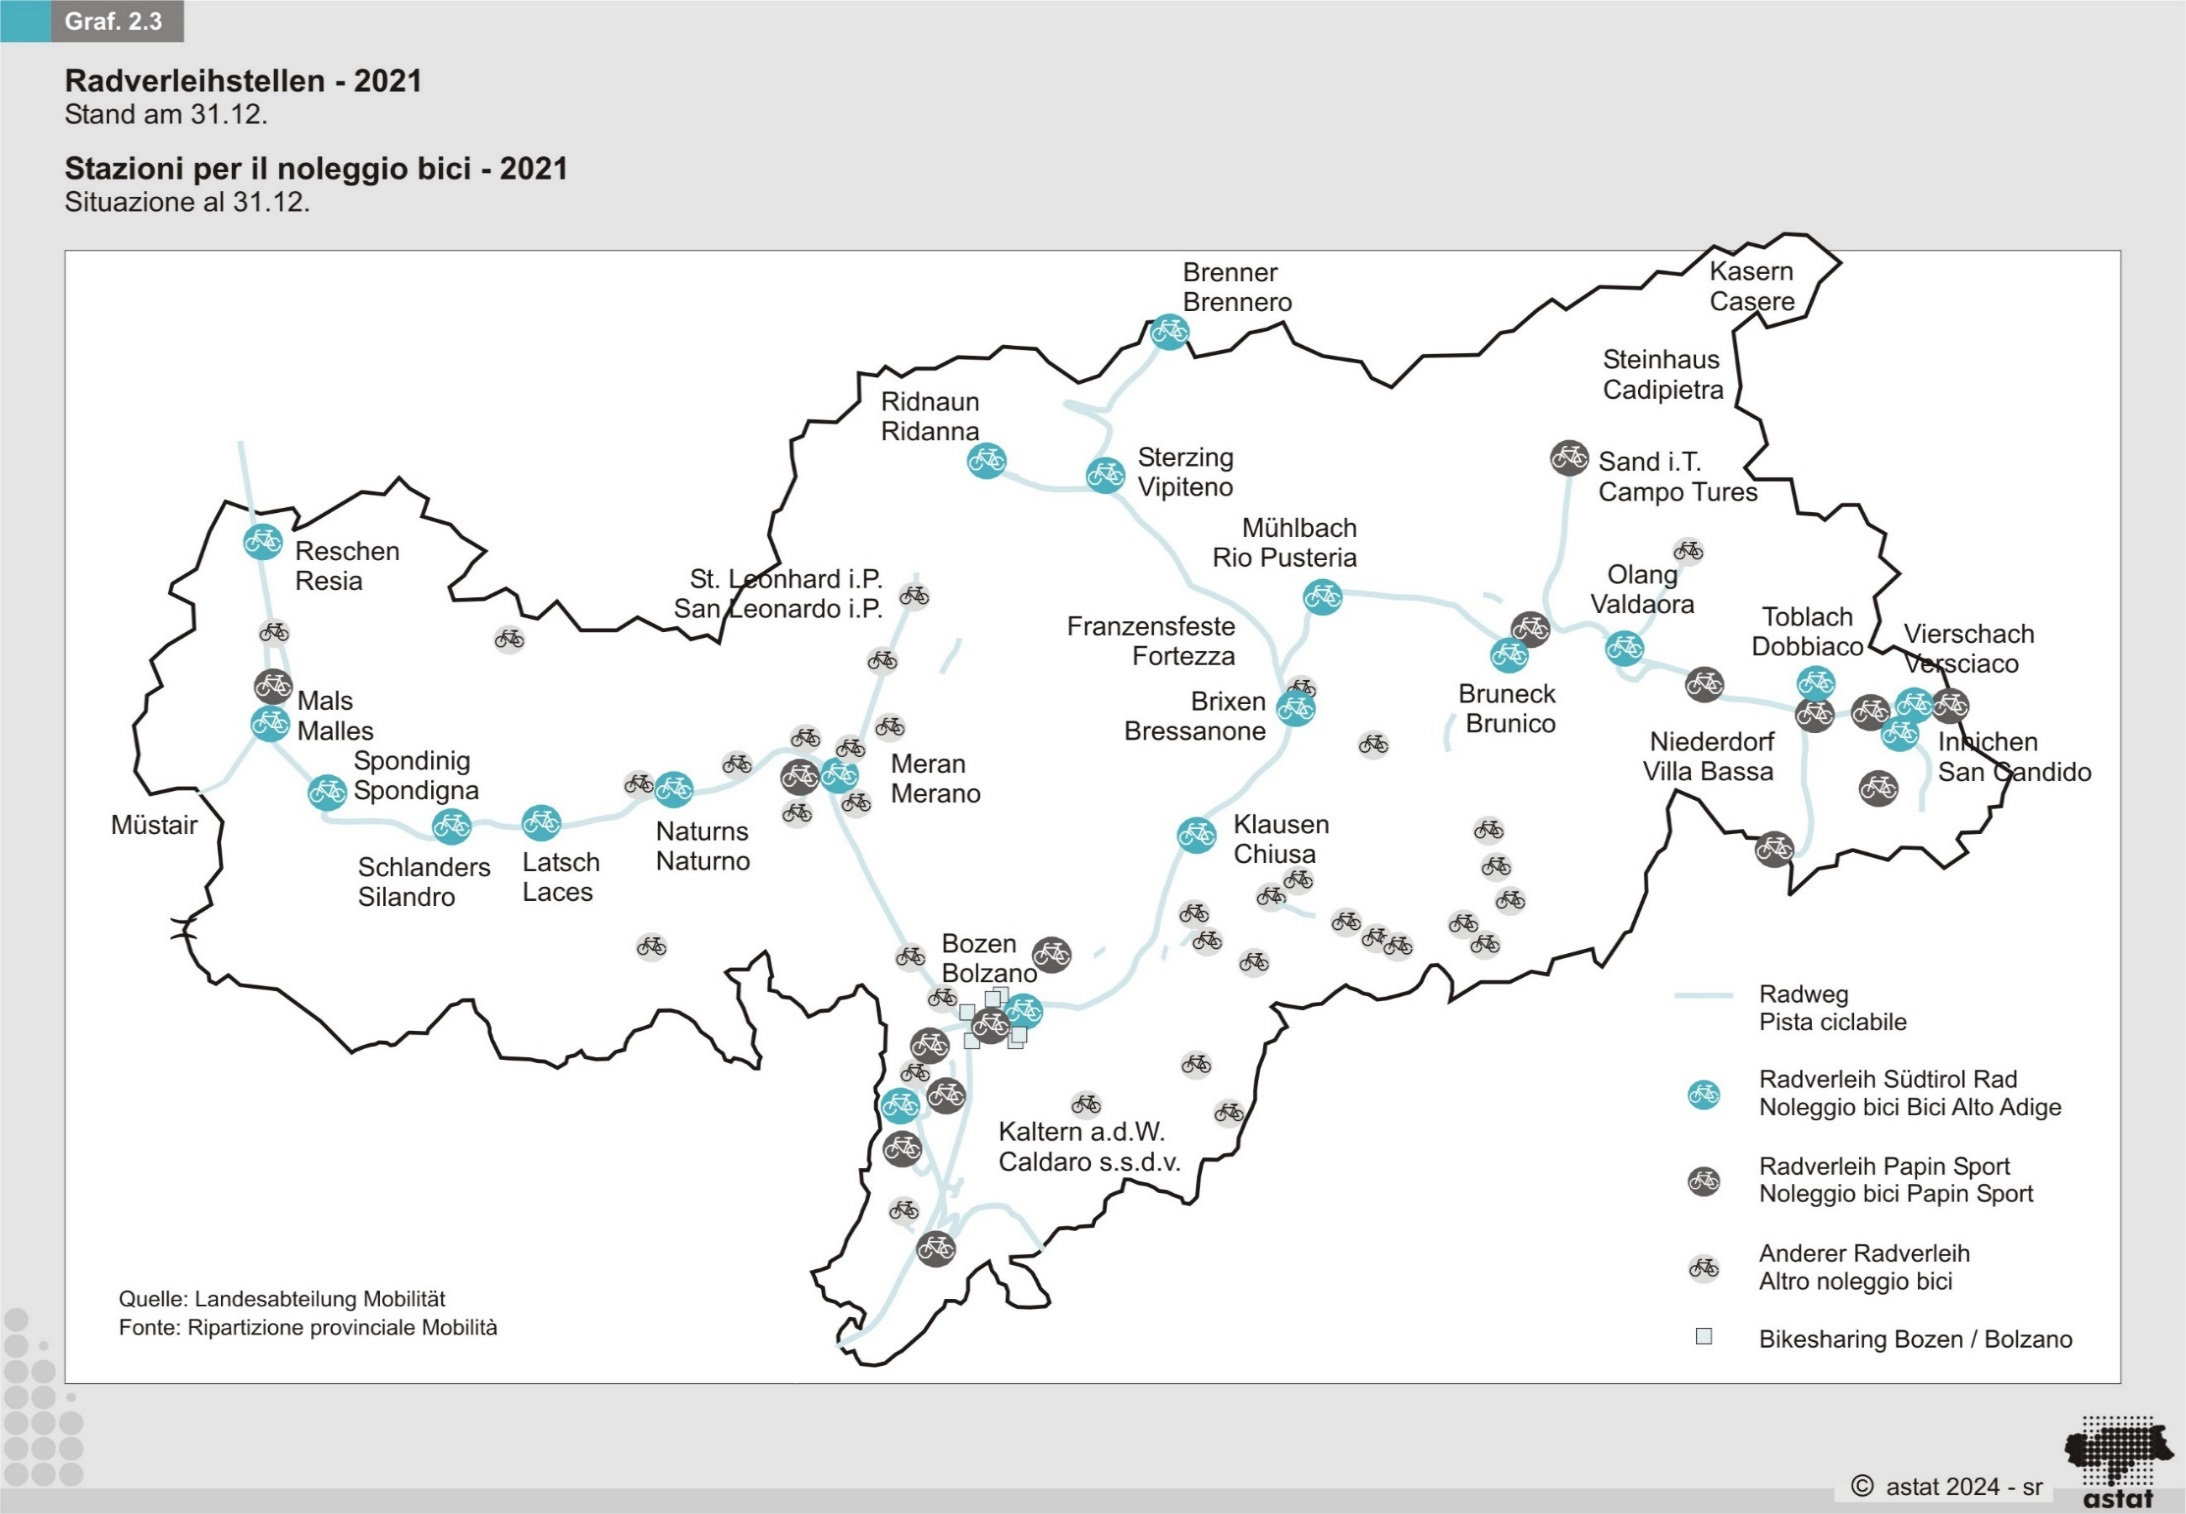 Graf. 2.3
Radverleihstellen - 2021
Stand am 31.12.
Stazioni per il noleggio bici - 2021
Situazione al 31.12.
Brenner
Brennero
Kasern
Casere
Steinhaus
Cadipietra
Ridnaun
Ridanna
Sterzing
Vipiteno
Sand i.T.
Campo Tures
Mühlbach
Rio Pusteria
Reschen
Resia
St. Leonhard i.P.
San Leonardo i.P.
Olang
Valdaora
Toblach
Dobbiaco
Vierschach
Versciaco
Franzensfeste
Fortezza
Mals
Malles
Brixen
Bressanone
Bruneck
Brunico
Niederdorf
Villa Bassa
Innichen
San Candido
Spondinig
Spondigna
Meran
Merano
Müstair
Naturns
Naturno
Klausen
Chiusa
Schlanders
Silandro
Latsch
Laces
Bozen
Bolzano
Kaltern a.d.W.
Caldaro s.s.d.v.
Radweg
Pista ciclabile
Radverleih Südtirol Rad
Noleggio bici Bici Alto Adige
Radverleih Papin Sport
Noleggio bici Papin Sport
Anderer Radverleih
Altro noleggio bici
Bikesharing Bozen / Bolzano
Quelle: Landesabteilung Mobilität
Fonte: Ripartizione provinciale Mobilità
© astat 2024 - sr
astat